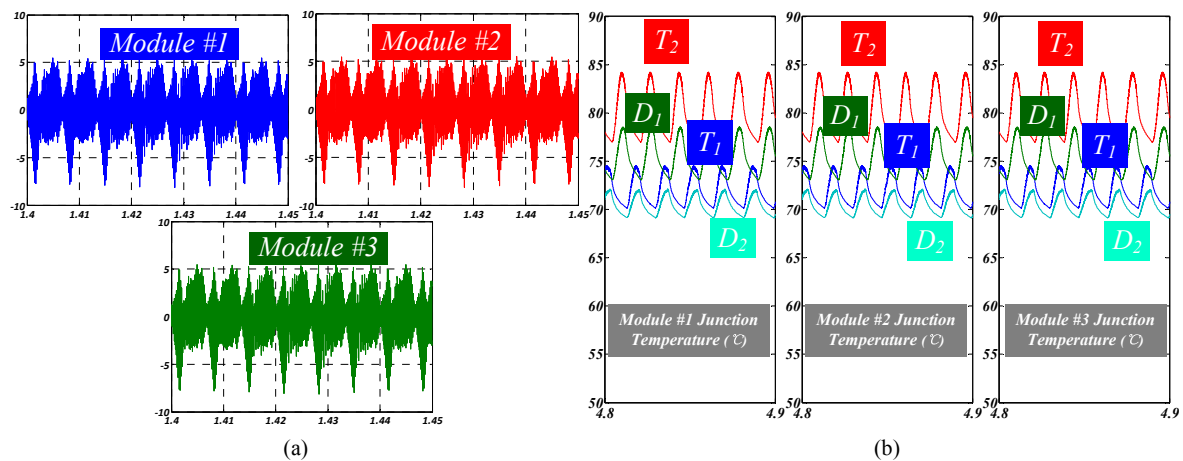 10
5
0
-5
-10
1.4
1.41
1.42
1.43
1.44
1.45
Module #1
10
5
0
-5
-10
1.4
1.41
1.42
1.43
1.44
1.45
Module #2
10
5
0
-5
-10
1.4
1.41
1.42
1.43
1.44
1.45
Module #3
(a)
90
85
80
75
70
65
60
55
50
4.8
4.9
T2
D1
T1
D2
Module #1 Junction
Temperature (℃)
90
85
80
75
70
65
60
55
50
4.8
4.9
T2
D1
T1
D2
Module #2 Junction
Temperature (℃)
90
85
80
75
70
65
60
55
50
4.8
4.9
T2
D1
T1
D2
Module #3 Junction
Temperature (℃)
(b)